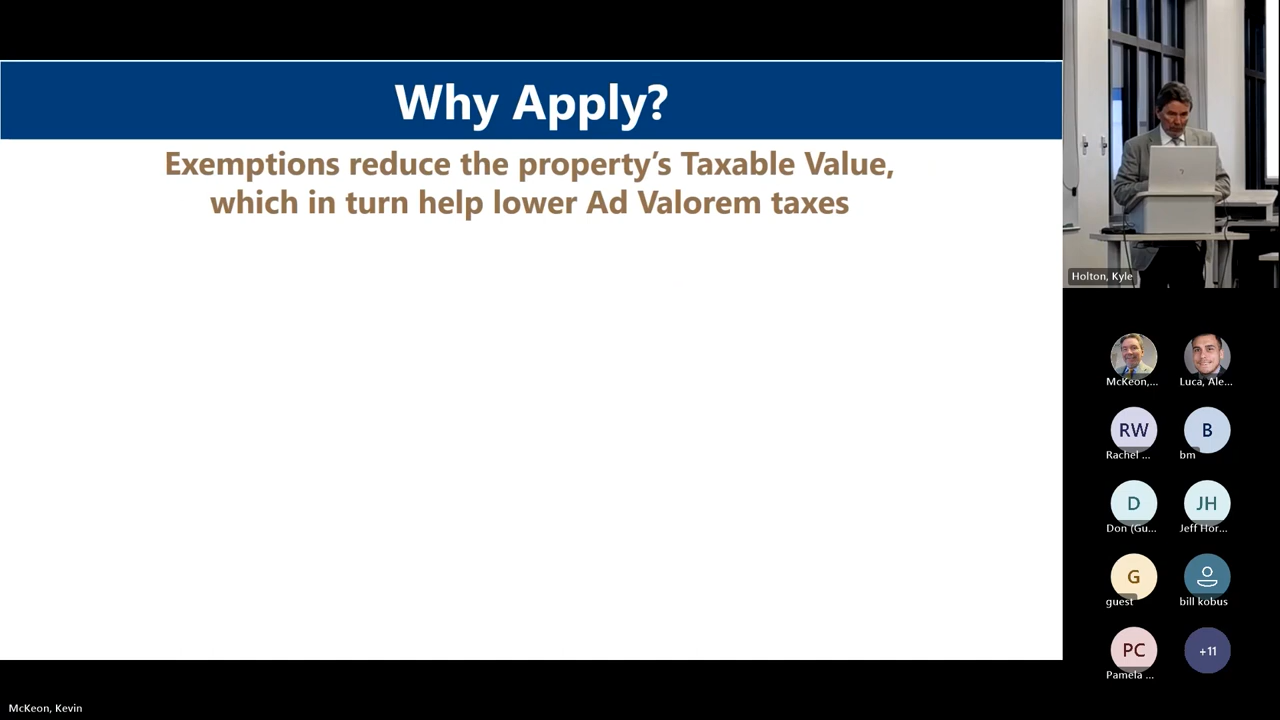 Why Apply?
Exemptions reduce the property’s Taxable Value,
which in turn help lower Ad Valorem taxes
Holton, Kyle
McKeon,...
Luca, Ale...
RW
B
Rachel ...
bm
D
JH
Don (Gu...
Jeff Hor...
G
guest
bill kobus
PC
+11
Pamela ...
McKeon, Kevin